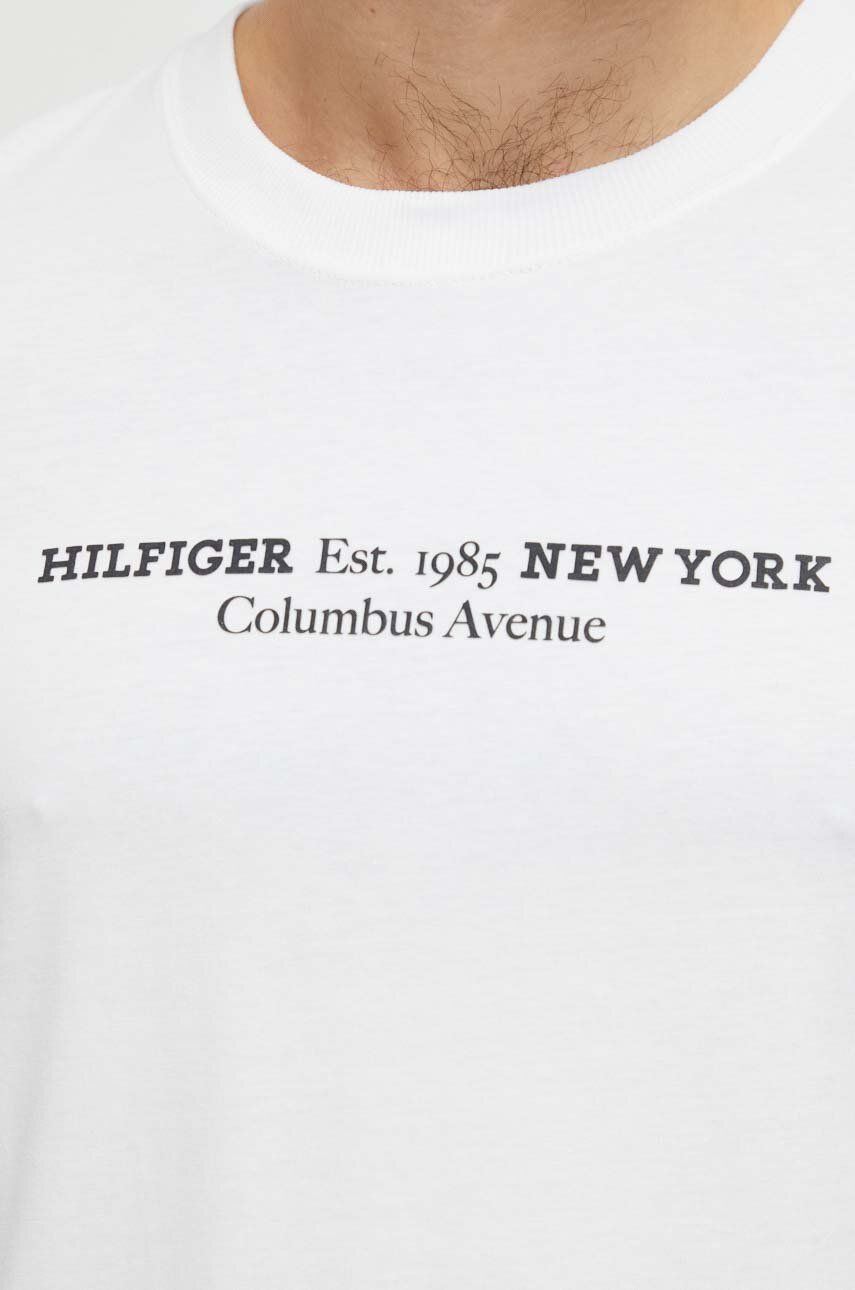 HILFIGER Est. 1985 NEW YORK
Columbus Avenue